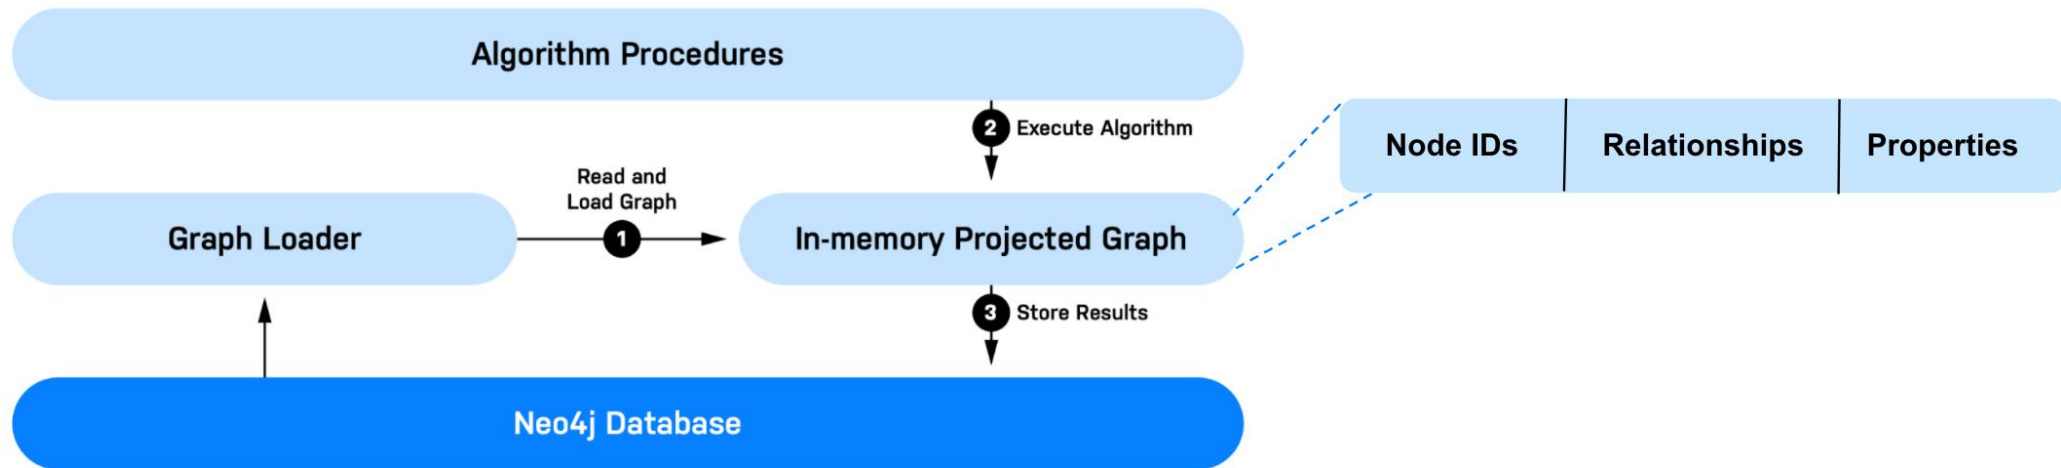 Algorithm Procedures
2 Execute Algorithm
Node IDs
Relationships
Properties
Read and
Load Graph
Graph Loader
1
In-memory Projected Graph
3 Store Results
Neo4j Database